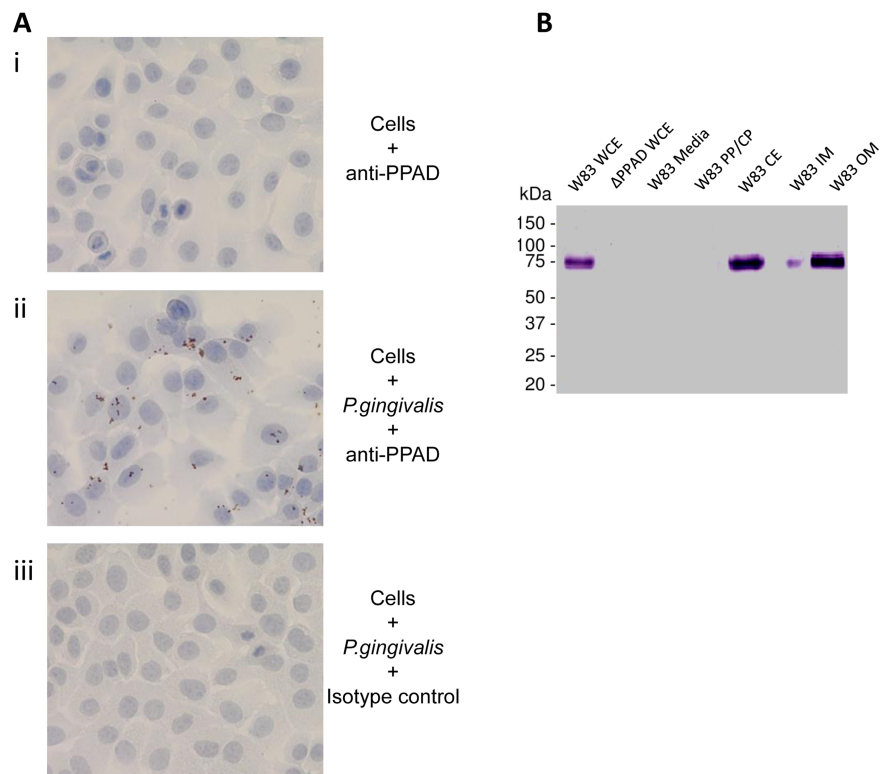 A
i
Cells
+
anti-PPAD
ii
Cells
+
P.gingivalis
+
anti-PPAD
iii
Cells
+
P.gingivalis
+
Isotype control
B
kDa
W83 WCE
ΔPPAD WCE
W83 Media
W83 PP/CP
W83 CE
W83 IM
W83 OM
150 -
100 -
75 -
50 -
37 -
25 -
20 -